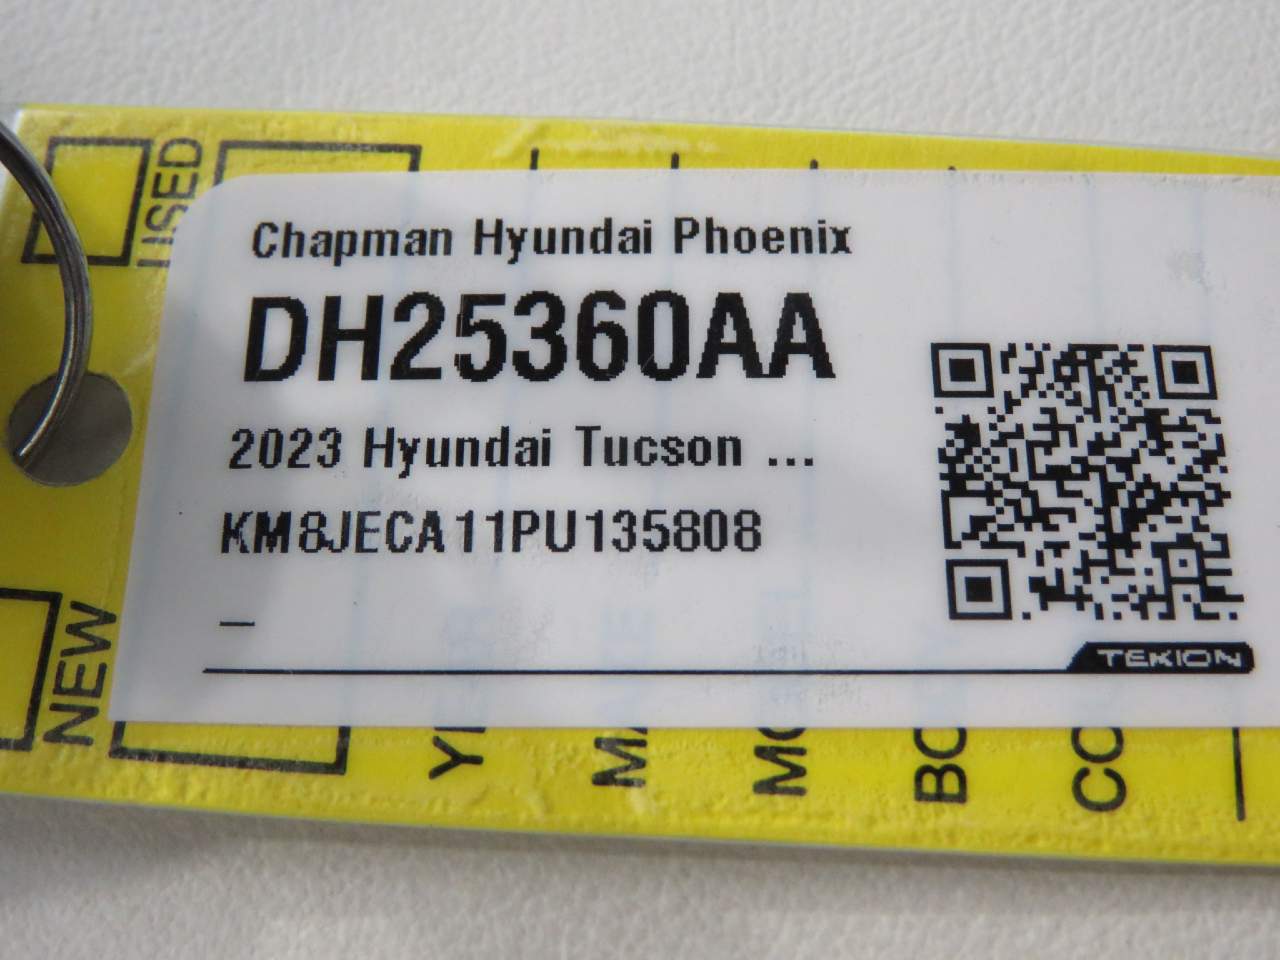 USED
Chapman Hyundai Phoenix
DH25360AA
2023 Hyundai Tucson ...
KM8JECA11PU135808
–
TEKION
NEW